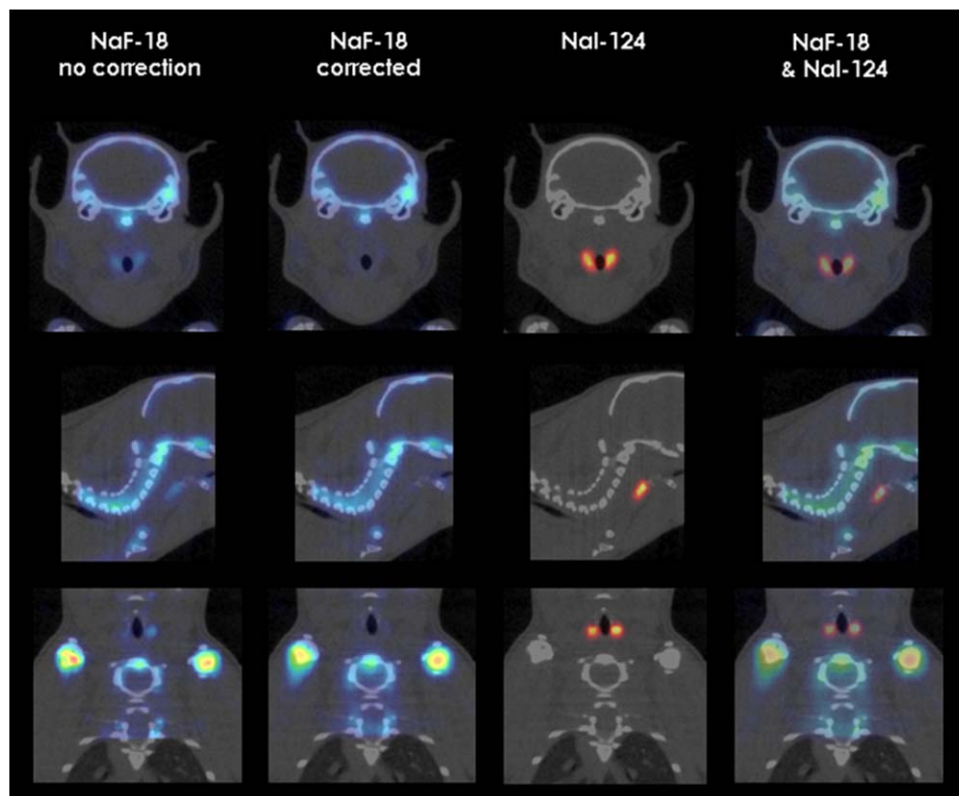 NaF-18
no correction
NaF-18
corrected
NaI-124
NaF-18
& NaI-124